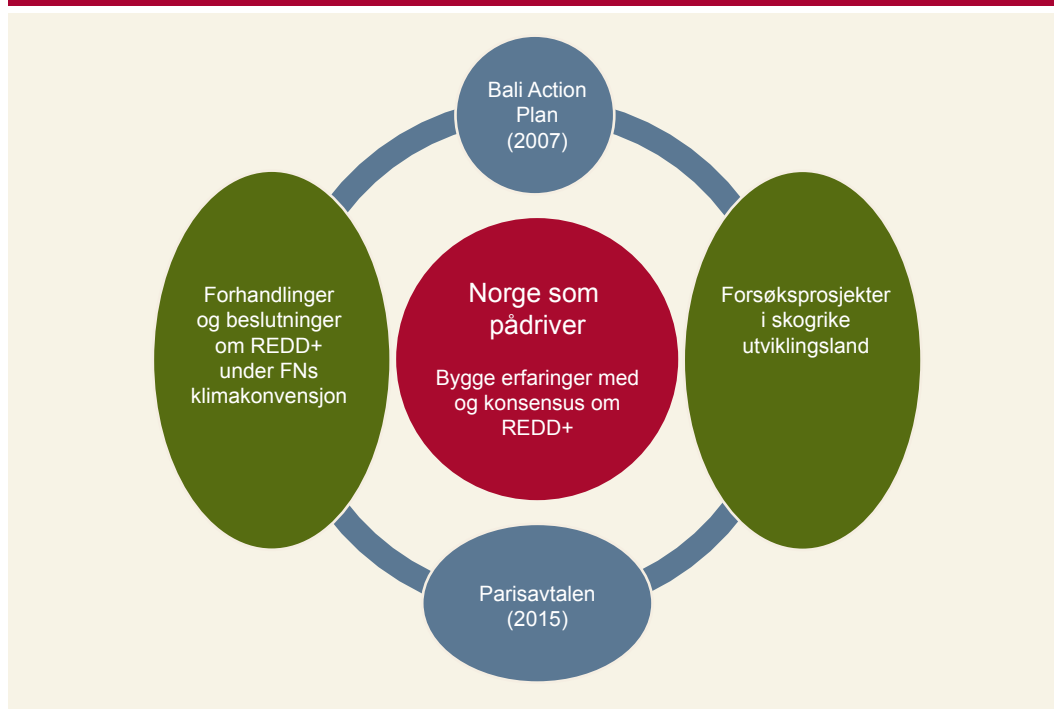 Bali Action
Plan
(2007)
Forhandlinger
og beslutninger
om REDD+
under FNs
klimakonvensjon
Norge som
pådriver
Bygge erfaringer med
og konsensus om
REDD+
Forsøksprosjekter
i skogrike
utviklingsland
Parisavtalen
(2015)